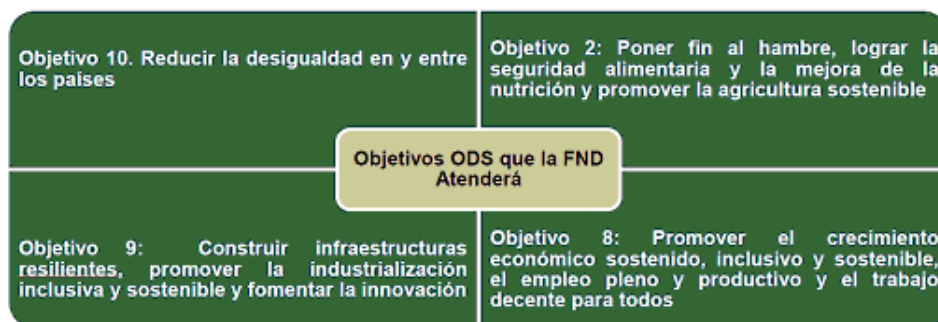 Objetivo 10. Reducir la desigualdad en y entre
los países
Objetivo 2: Poner fin al hambre, lograr la
seguridad alimentaria y la mejora de la
nutrición y promover la agricultura sostenible
Objetivos ODS que la FND
Atenderá
Objetivo 9: Construir infraestructuras
resilientes, promover la industrialización
inclusiva y sostenible y fomentar la innovación
Objetivo 8: Promover el crecimiento
económico sostenido, inclusivo y sostenible,
el empleo pleno y productivo y el trabajo
decente para todos